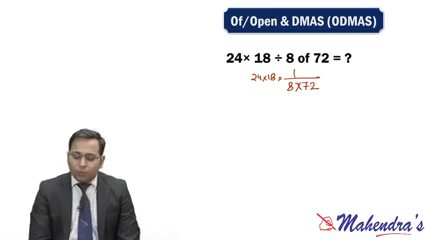 Of/Open & DMAS (ODMAS)
24× 18 ÷ 8 of 72 = ?
24×18 × 1
8×72
Mahendra's